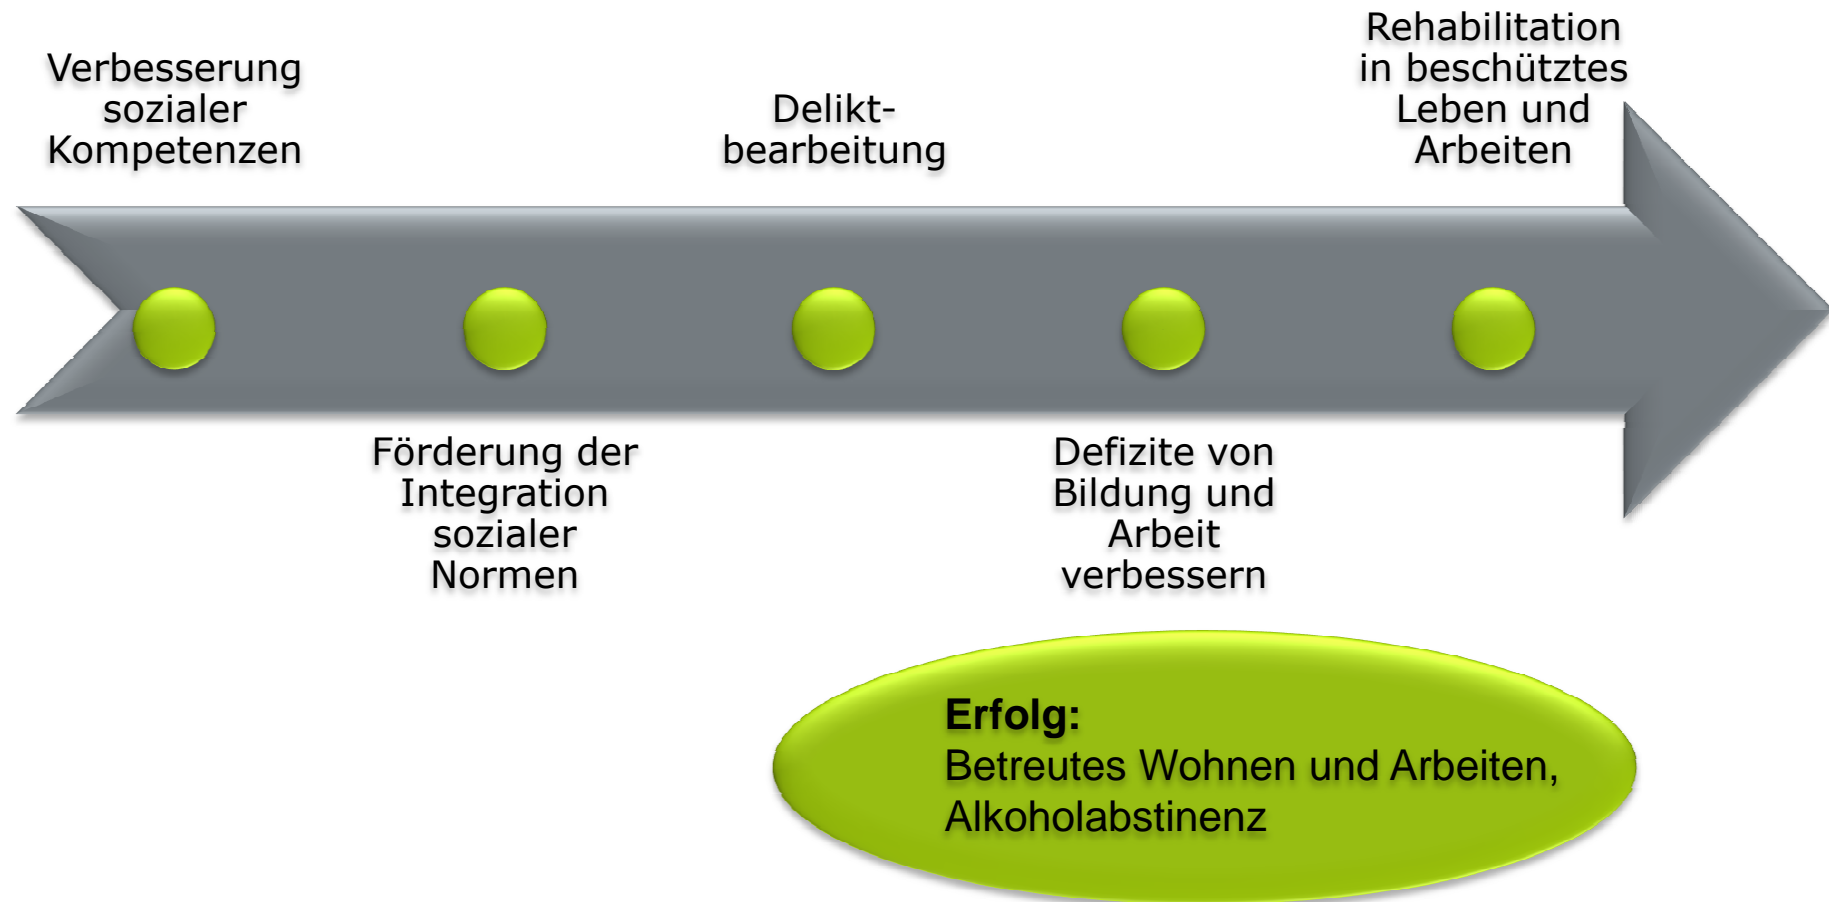 Verbesserung
sozialer
Kompetenzen
Förderung der
Integration
sozialer
Normen
Delikt-
bearbeitung
Defizite von
Bildung und
Arbeit
verbessern
Rehabilitation
in beschütztes
Leben und
Arbeiten
Erfolg:
Betreutes Wohnen und Arbeiten,
Alkoholabstinenz